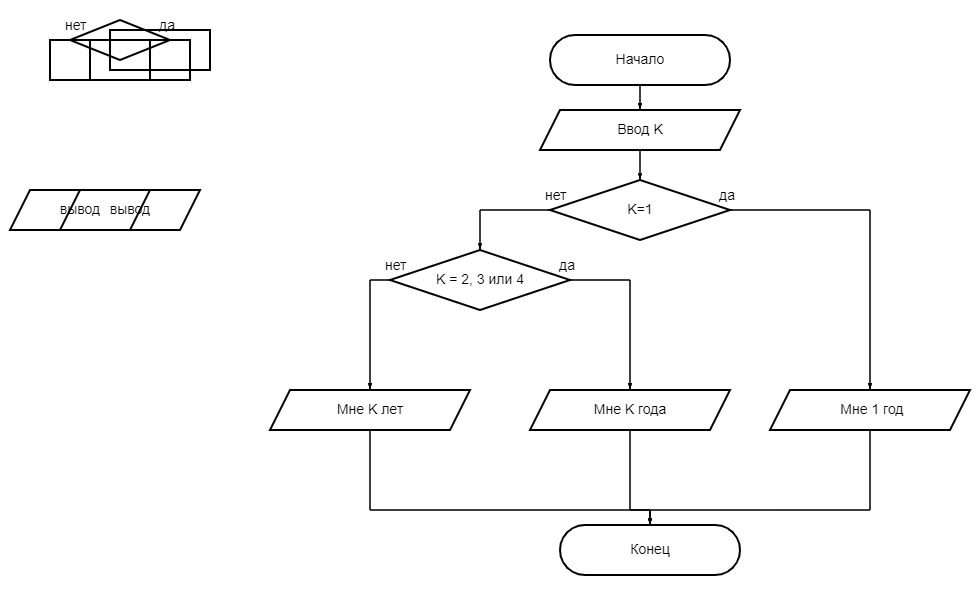 нет
да
Начало
Ввод K
нет
да
K=1
нет
да
K = 2, 3 или 4
вывод
вывод
Мне K лет
Мне K года
Мне 1 год
Конец